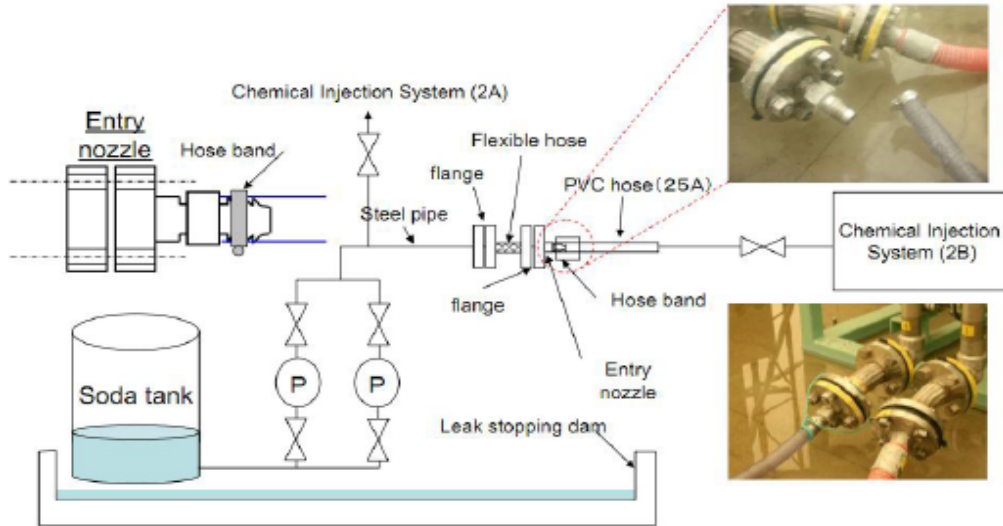 Chemical Injection System (2A)
Entry
nozzle
Hose band
Flexible hose
flange
PVC hose(25A)
Steel pipe
Chemical Injection
System (2B)
flange
Hose band
P
P
Soda tank
Entry
nozzle
Leak stopping dam